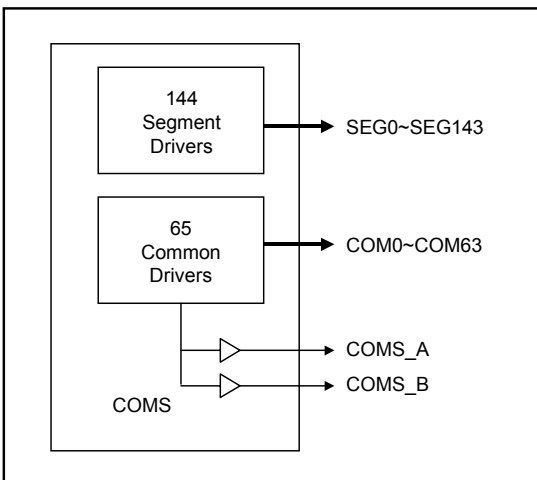 144
Segment
Drivers
SEG0~SEG143
65
Common
Drivers
COM0~COM63
COMS_A
COMS_B
COMS